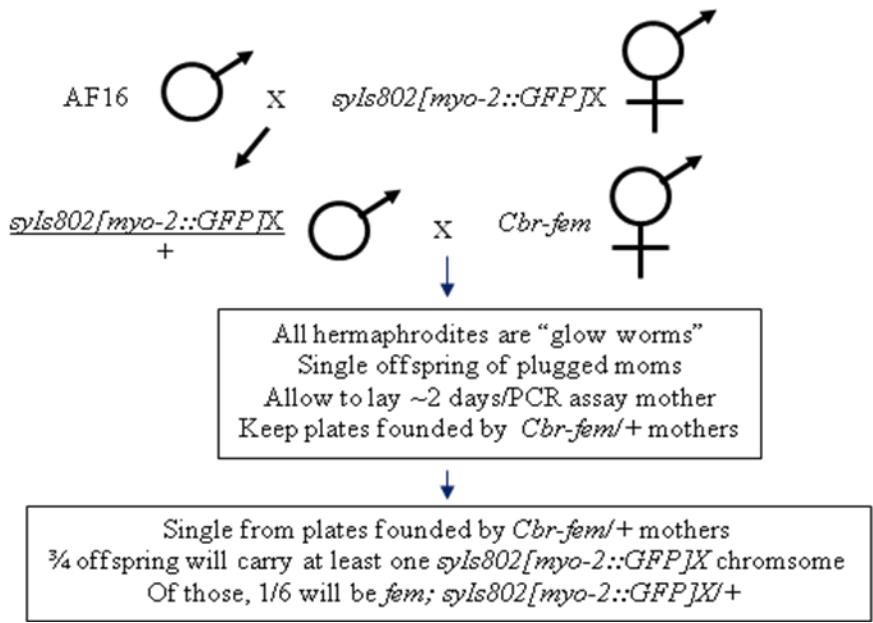 AF16 X syIs802[myo-2::GFP]X
syIs802[myo-2::GFP]X X Cbr-fem
+
All hermaphrodites are “glow worms”
Single offspring of plugged moms
Allow to lay ~2 days/PCR assay mother
Keep plates founded by Cbr-fem/+ mothers
Single from plates founded by Cbr-fem/+ mothers
¾ offspring will carry at least one syIs802[myo-2::GFP]X chromsome
Of those, 1/6 will be fem; syIs802[myo-2::GFP]X/+